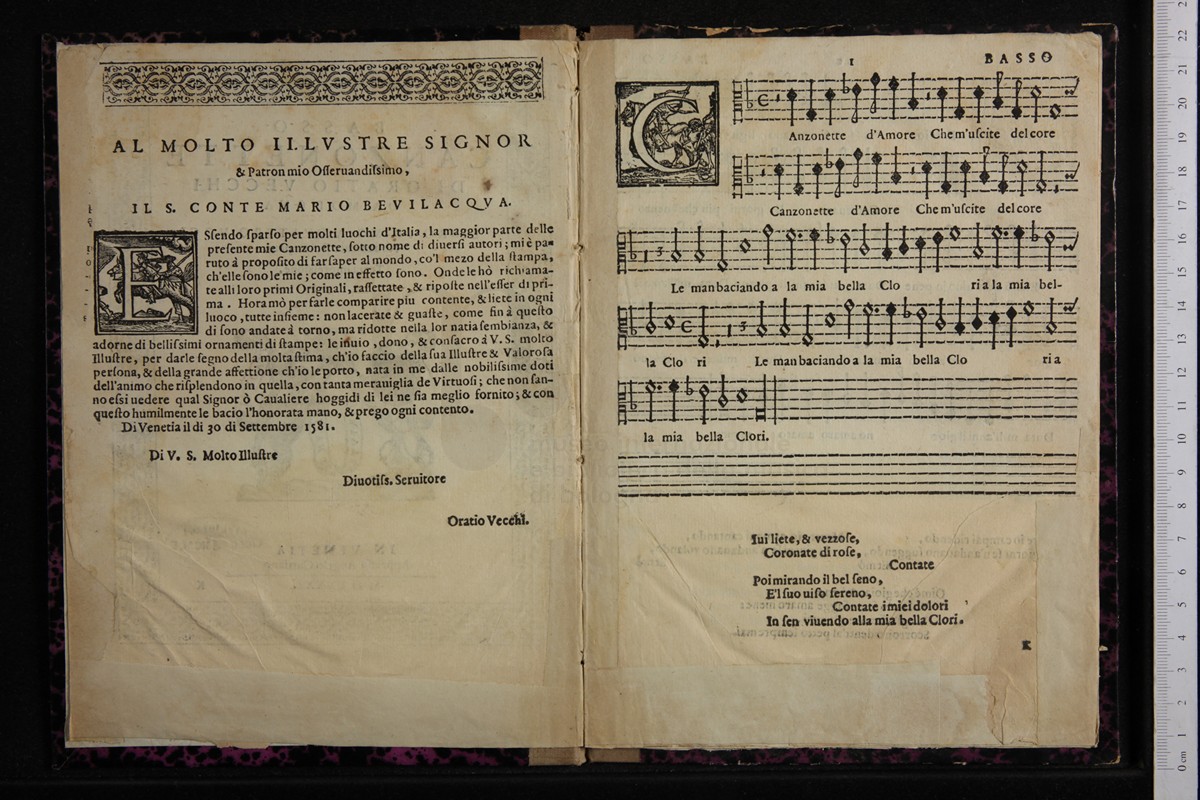 AL MOLTO ILLVSTRE SIGNOR
& Patron mio Osseruandissimo,
IL S. CONTE MARIO BEVILACQVA.
ESsendo sparso per molti luochi d'Italia, la maggior parte delle
presente mie Canzonette, sotto nome di diuersi autori; mi è pa-
ruto à proposito di far saper al mondo, co'l mezo della stampa,
ch'elle sono le mie; come in effetto sono. Onde le hò richiama-
te alli loro primi Originali, raffettate, & riposte nell'esser di pri-
ma. Hora mò per farle comparire piu contente, & liete in ogni
luoco, tutte insieme: non lacerate & guaste, come fin à questo
dì sono andate à torno, ma ridotte nella lor natia sembianza, &
adorne di bellissimi ornamenti di stampe: le inuio, dono, & consacro à V. S. molto
Illustre, per darle segno della molta stima, ch'io faccio della sua Illustre & Valorosa
persona, & della grande affettione ch'io le porto, nata in me dalle nobilissime doti
dell'animo che risplendono in quella, con tanta merauiglia de Virtuosi; che non san-
no essi uedere qual Signor ò Caualiere hoggidi di lei ne sia meglio fornito; & con
questo humilmente le bacio l'honorata mano, & prego ogni contento.
Di Venetia il di 30 di Settembre 1581.
Di V. S. Molto Illustre
Diuotiss. Seruitore
Oratio Vecchi.
1 BASSO
CAnzonette d'Amore Che m'uscite del core
Canzonette d'Amore Che m'uscite del core
Le man baciando a la mia bella Clo ri a la mia bel-
la Clo ri Le man baciando a la mia bella Clo ri a
la mia bella Clori.
Iui liete, & vezzose,
Coronate di rose,
Contate
Poi mirando il bel seno,
E'l suo uiso sereno,
Contate i miei dolori
In sen viuendo alla mia bella Clori.
K